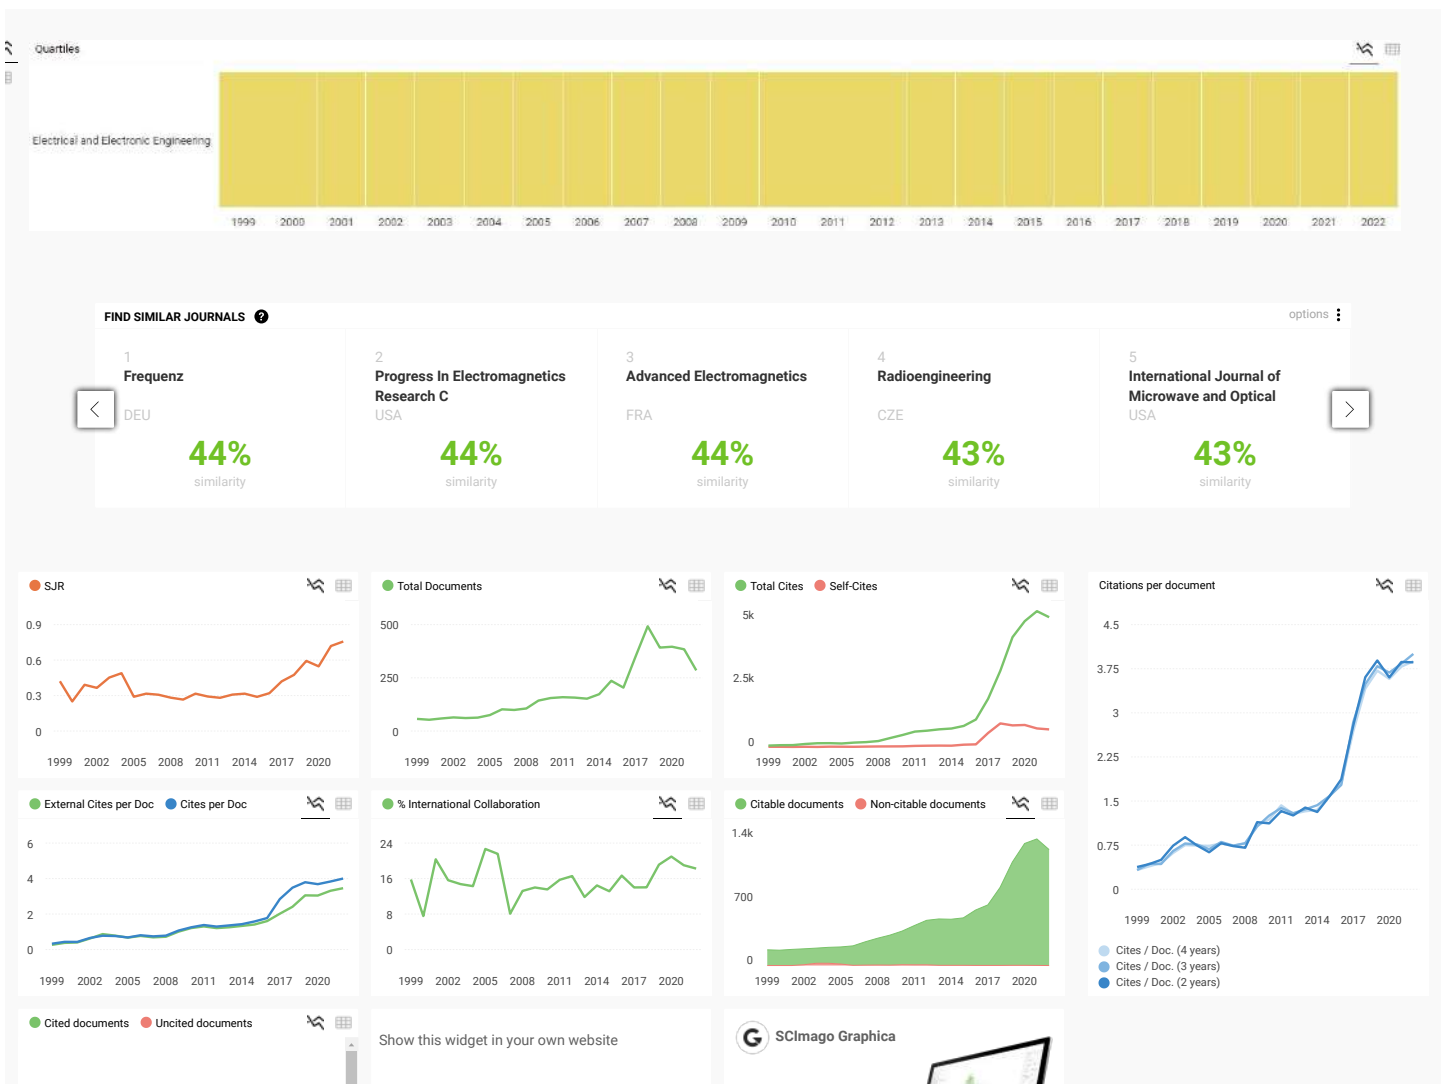 Quartiles
Electrical and Electronic Engineering
1999 2000 2001 2002 2003 2004 2005 2006 2007 2008 2009 2010 2011 2012 2013 2014 2015 2016 2017 2018 2019 2020 2021 2022
FIND SIMILAR JOURNALS ?
options
1
Frequenz
DEU
44%
similarity
2
Progress In Electromagnetics
Research C
USA
44%
similarity
3
Advanced Electromagnetics
FRA
44%
similarity
4
Radioengineering
CZE
43%
similarity
5
International Journal of
Microwave and Optical
USA
43%
similarity
SJR
0.9
0.6
0.3
0
1999 2002 2005 2008 2011 2014 2017 2020
Total Documents
500
250
0
1999 2002 2005 2008 2011 2014 2017 2020
Total Cites Self-Cites
5k
2.5k
0
1999 2002 2005 2008 2011 2014 2017 2020
Citations per document
4.5
3.75
3
2.25
1.5
0.75
0
1999 2002 2005 2008 2011 2014 2017 2020
Cites / Doc. (4 years)
Cites / Doc. (3 years)
Cites / Doc. (2 years)
External Cites per Doc Cites per Doc
6
4
2
0
1999 2002 2005 2008 2011 2014 2017 2020
% International Collaboration
24
16
8
0
1999 2002 2005 2008 2011 2014 2017 2020
Citable documents Non-citable documents
1.4k
700
0
1999 2002 2005 2008 2011 2014 2017 2020
Cited documents Uncited documents
Show this widget in your own website
G SCImago Graphica